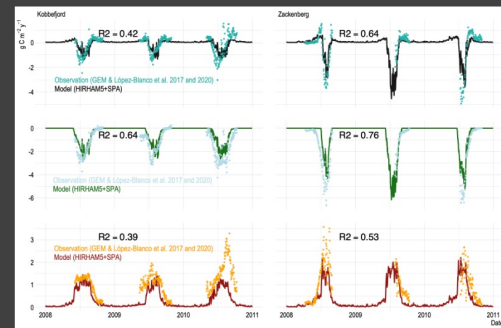 Kobbefjord
Zackenberg
g C m⁻² y⁻¹
R2 = 0.42
R2 = 0.64
0
-2
-4
Observation (GEM & López-Blanco et al. 2017 and 2020)
Model (HIRHAM5+SPA)
R2 = 0.64
R2 = 0.76
0
-2
-4
-6
Observation (GEM & López-Blanco et al. 2017 and 2020)
Model (HIRHAM5+SPA)
R2 = 0.39
R2 = 0.53
3
2
1
0
Observation (GEM & López-Blanco et al. 2017 and 2020)
Model (HIRHAM5+SPA)
2008 2009 2010 2011
2008 2009 2010 2011
Date